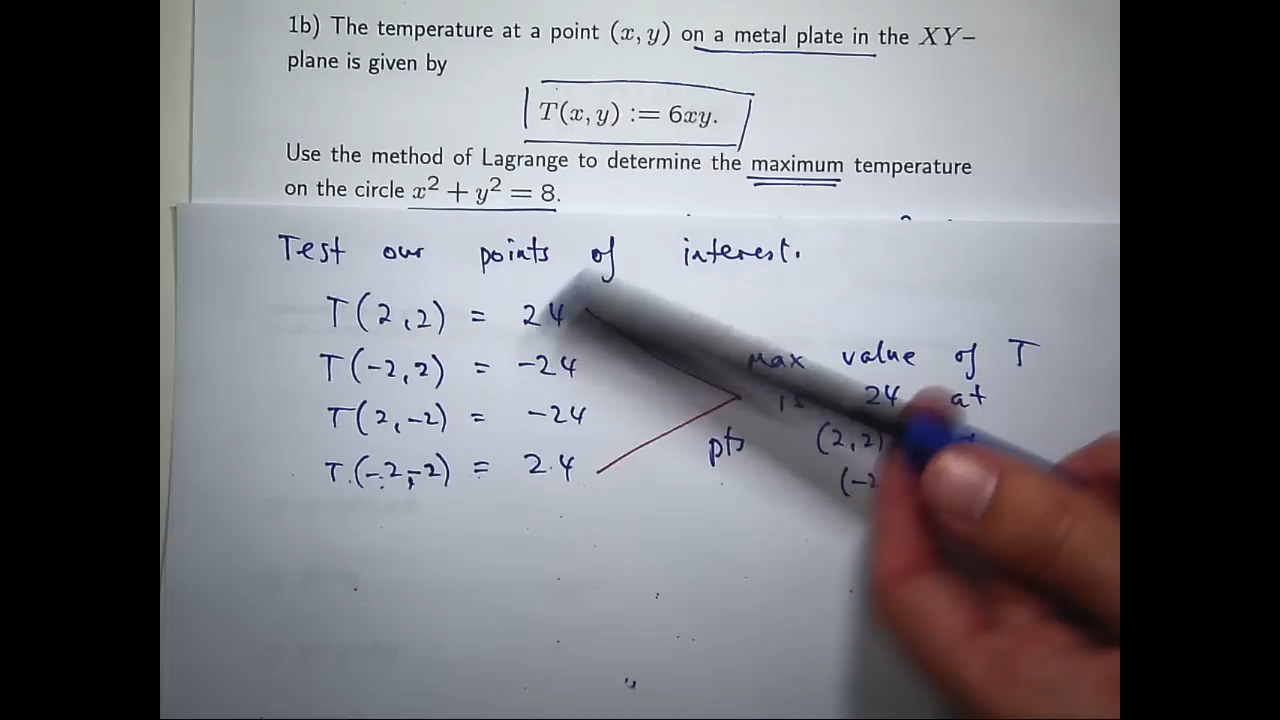 1b) The temperature at a point (x, y) on a metal plate in the XY–
plane is given by
T(x, y) := 6xy.
Use the method of Lagrange to determine the maximum temperature
on the circle x² + y² = 8.
Test our points of interest.
T(2,2) = 24
T(-2,2) = -24
T(2,-2) = -24
T(-2,-2) = 24
max value of T
is 24 at
pts (2,2)
(-2